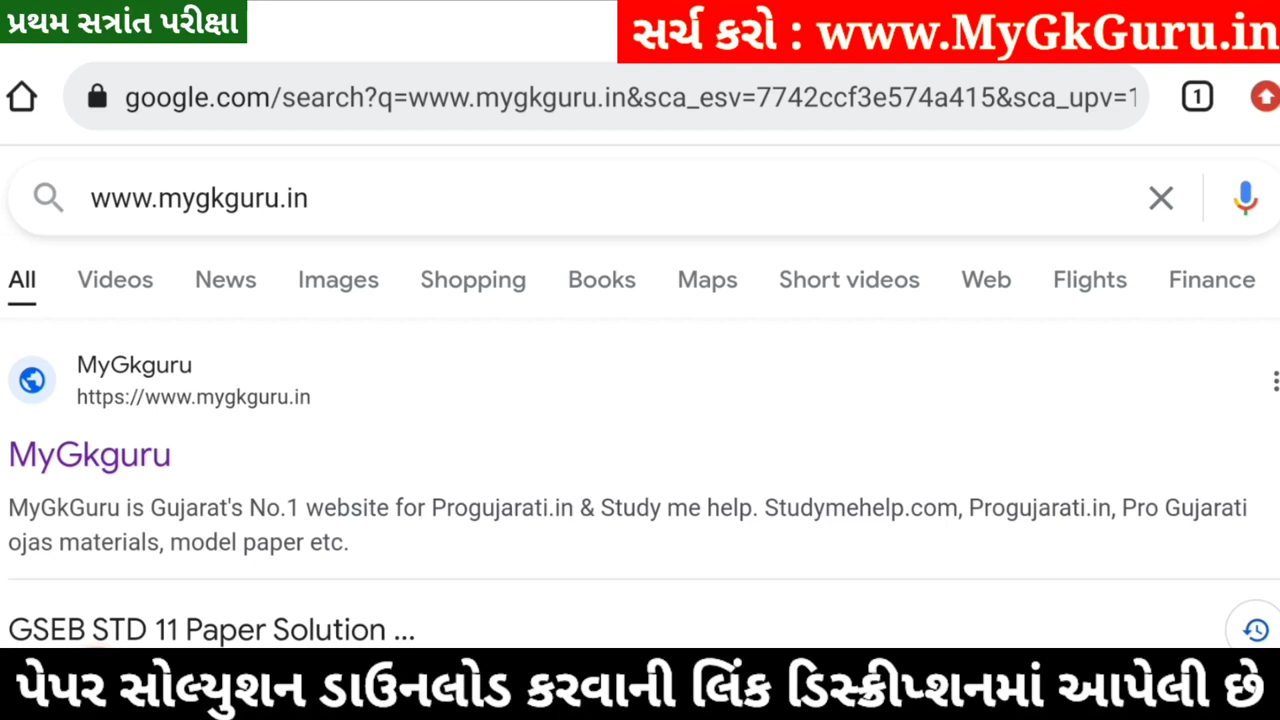 પ્રથમ સત્રાંત પરીક્ષા
સર્ચ કરો : www.MyGkGuru.in
google.com/search?q=www.mygkguru.in&sca_esv=7742ccf3e574a415&sca_upv=1
1
www.mygkguru.in
All Videos News Images Shopping Books Maps Short videos Web Flights Finance
MyGkguru
https://www.mygkguru.in
MyGkguru
MyGkGuru is Gujarat's No.1 website for Progujarati.in & Study me help. Studymehelp.com, Progujarati.in, Pro Gujarati
ojas materials, model paper etc.
GSEB STD 11 Paper Solution ...
પેપર સોલ્યુશન ડાઉનલોડ કરવાની લિંક ડિસ્ક્રીપ્શનમાં આપેલી છે